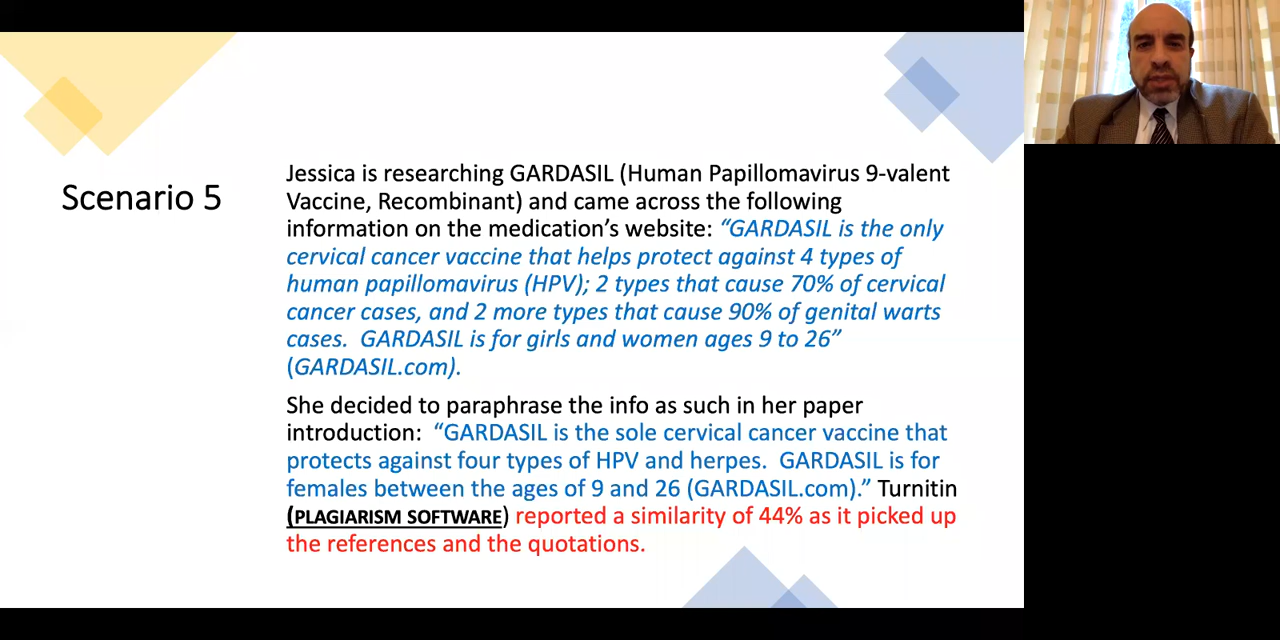 Scenario 5
Jessica is researching GARDASIL (Human Papillomavirus 9-valent
Vaccine, Recombinant) and came across the following
information on the medication’s website: “GARDASIL is the only
cervical cancer vaccine that helps protect against 4 types of
human papillomavirus (HPV); 2 types that cause 70% of cervical
cancer cases, and 2 more types that cause 90% of genital warts
cases.  GARDASIL is for girls and women ages 9 to 26”
(GARDASIL.com).
She decided to paraphrase the info as such in her paper
introduction:  “GARDASIL is the sole cervical cancer vaccine that
protects against four types of HPV and herpes.  GARDASIL is for
females between the ages of 9 and 26 (GARDASIL.com).” Turnitin
(PLAGIARISM SOFTWARE) reported a similarity of 44% as it picked up
the references and the quotations.